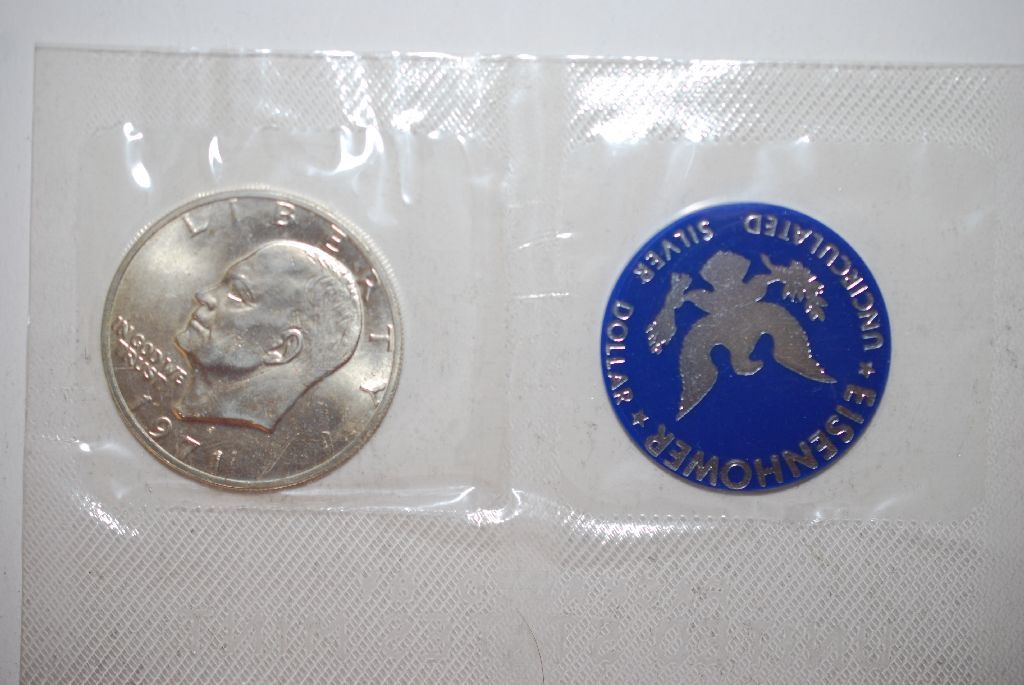 LIBERTY
IN GOD WE
TRUST
1971
EISENHOWER
★ UNCIRCULATED SILVER DOLLAR ★